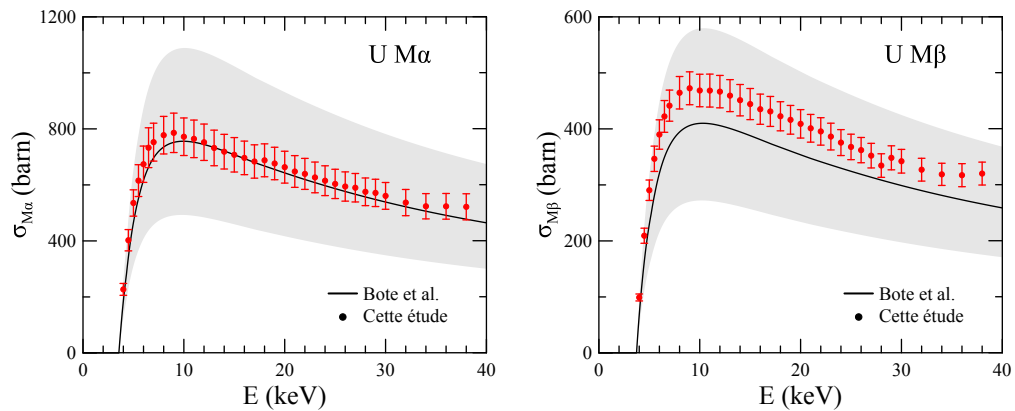 1200
800
400
0
0
10
20
30
40
σMα (barn)
E (keV)
U Mα
Bote et al.
Cette étude
600
400
200
0
0
10
20
30
40
σMβ (barn)
E (keV)
U Mβ
Bote et al.
Cette étude